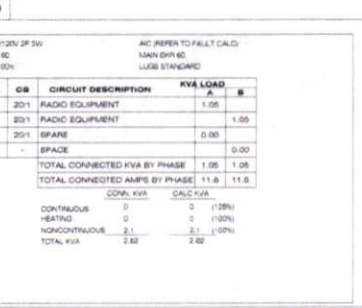 120V 2P 3W AIC (REFER TO FAULT CALC)
60 MAIN BKR 60
00% LUGS STANDARD
CB CIRCUIT DESCRIPTION KVA LOAD
A B
20/1 RADIO EQUIPMENT 1.05
20/1 RADIO EQUIPMENT 1.05
20/1 SPARE 0.00
- SPACE 0.00
TOTAL CONNECTED KVA BY PHASE 1.05 1.05
TOTAL CONNECTED AMPS BY PHASE 11.6 11.6
CONN. KVA CALC KVA
CONTINUOUS 0 0 (125%)
HEATING 0 0 (100%)
NONCONTINUOUS 2.1 2.1 (100%)
TOTAL KVA 2.62 2.62